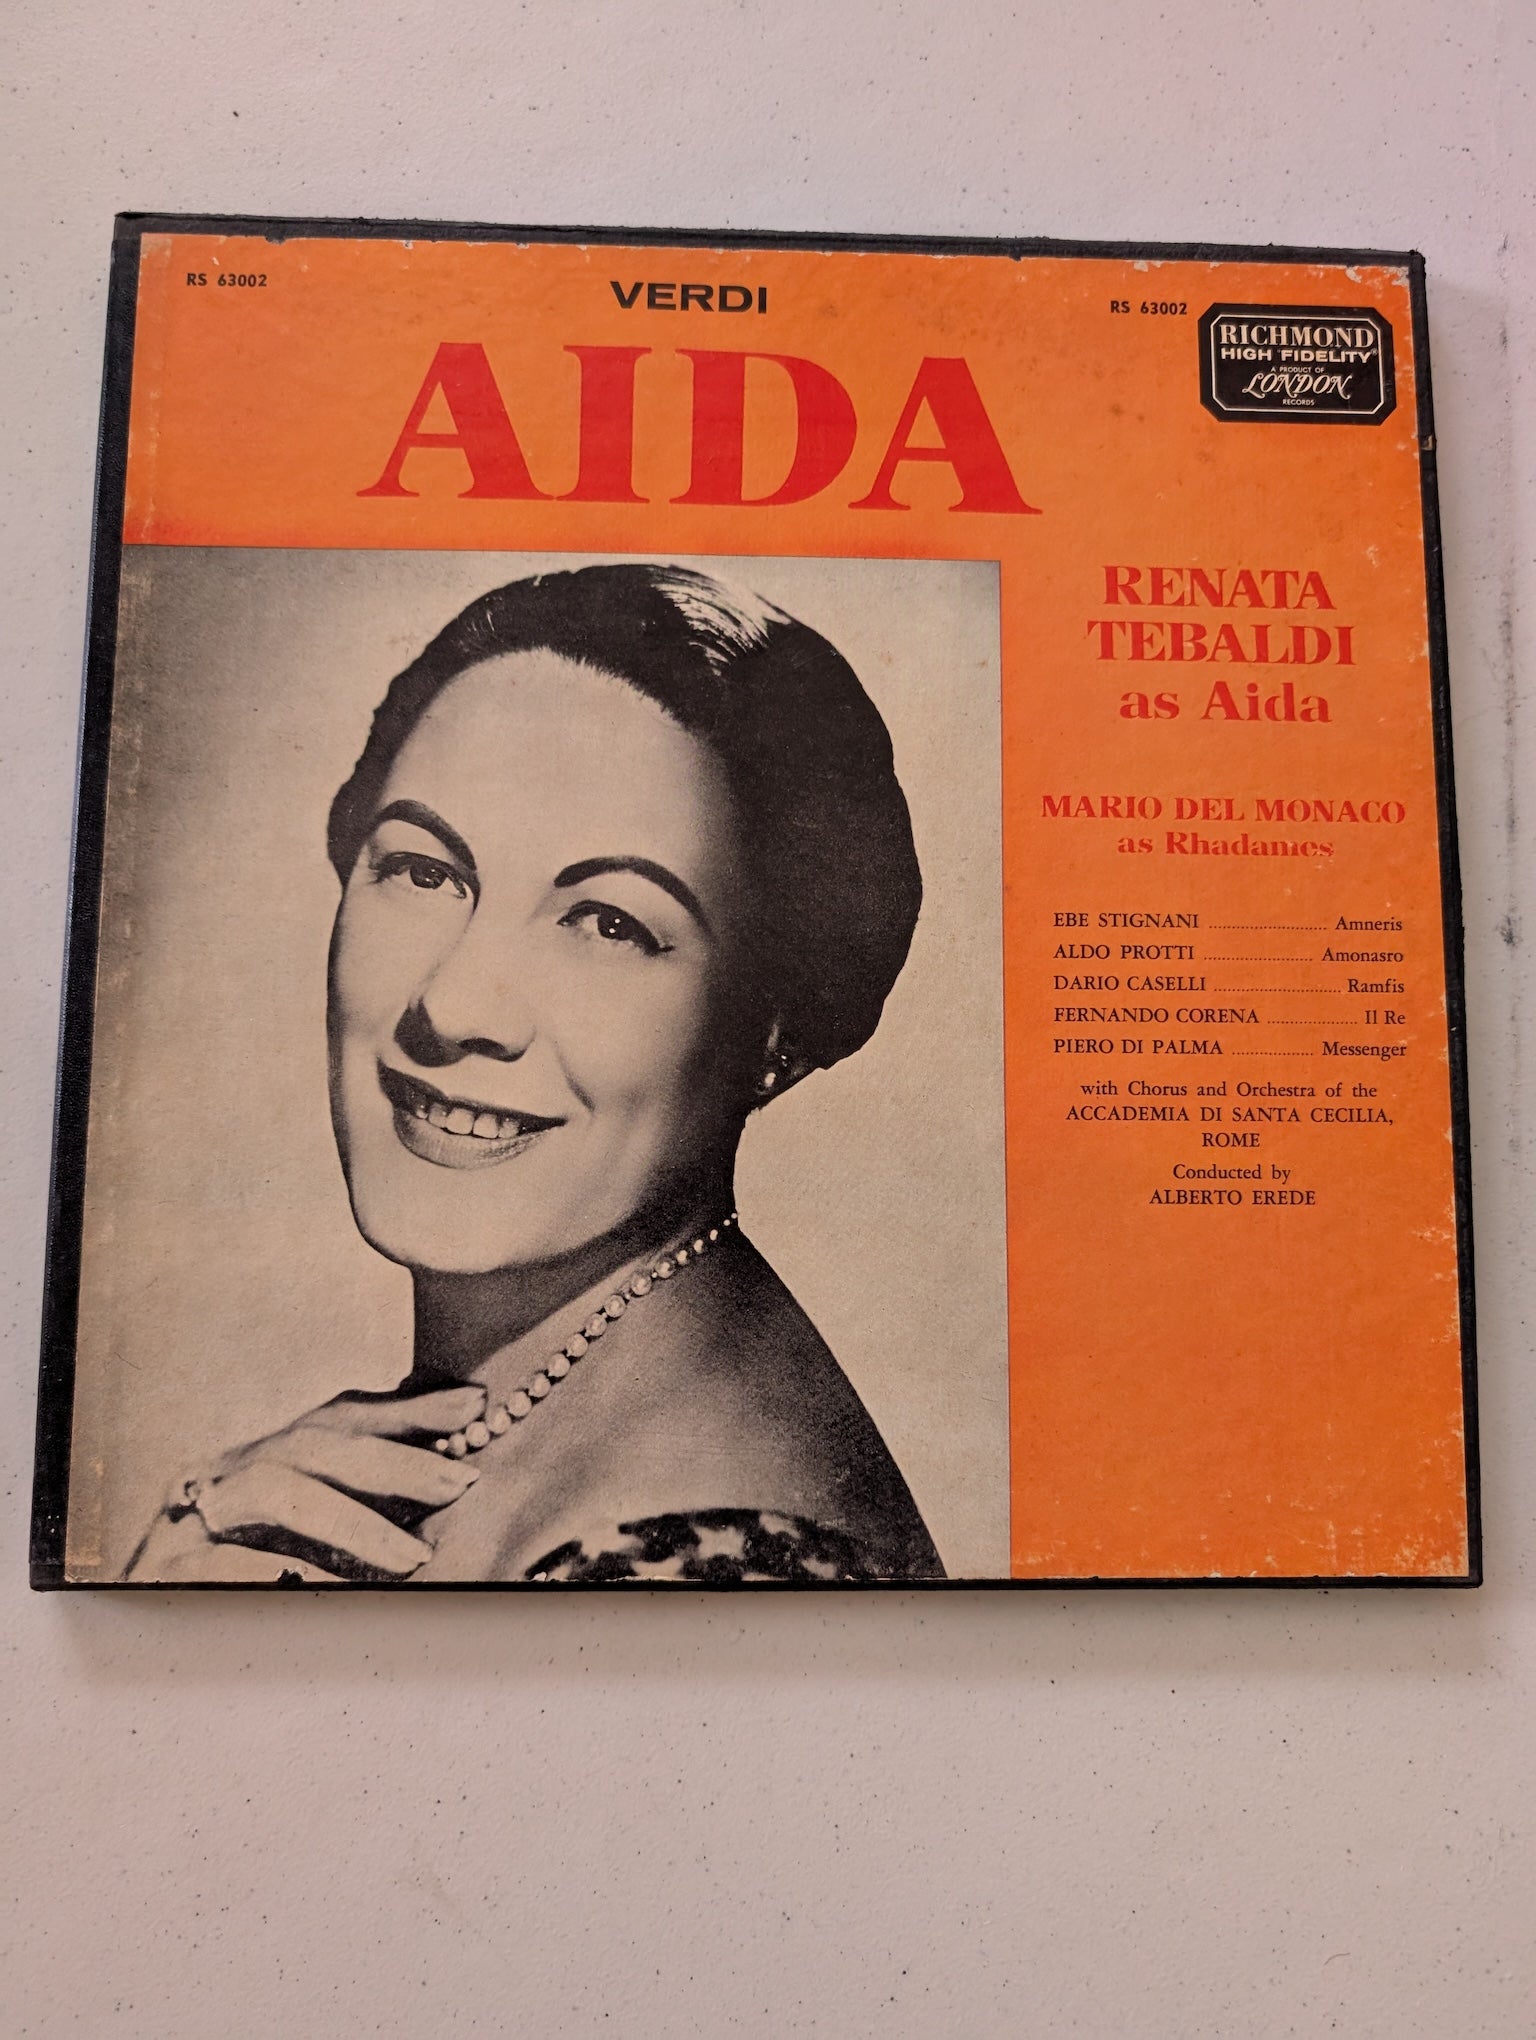 RS 63002
VERDI
RS 63002
RICHMOND
HIGH FIDELITY®
A PRODUCT OF
LONDON
RECORDS
AIDA
RENATA
TEBALDI
as Aida
MARIO DEL MONACO
as Rhadames
EBE STIGNANI .......................... Amneris
ALDO PROTTI ........................ Amonasro
DARIO CASELLI ............................ Ramfis
FERNANDO CORENA .................... Il Re
PIERO DI PALMA .................. Messenger
with Chorus and Orchestra of the
ACCADEMIA DI SANTA CECILIA,
ROME
Conducted by
ALBERTO EREDE